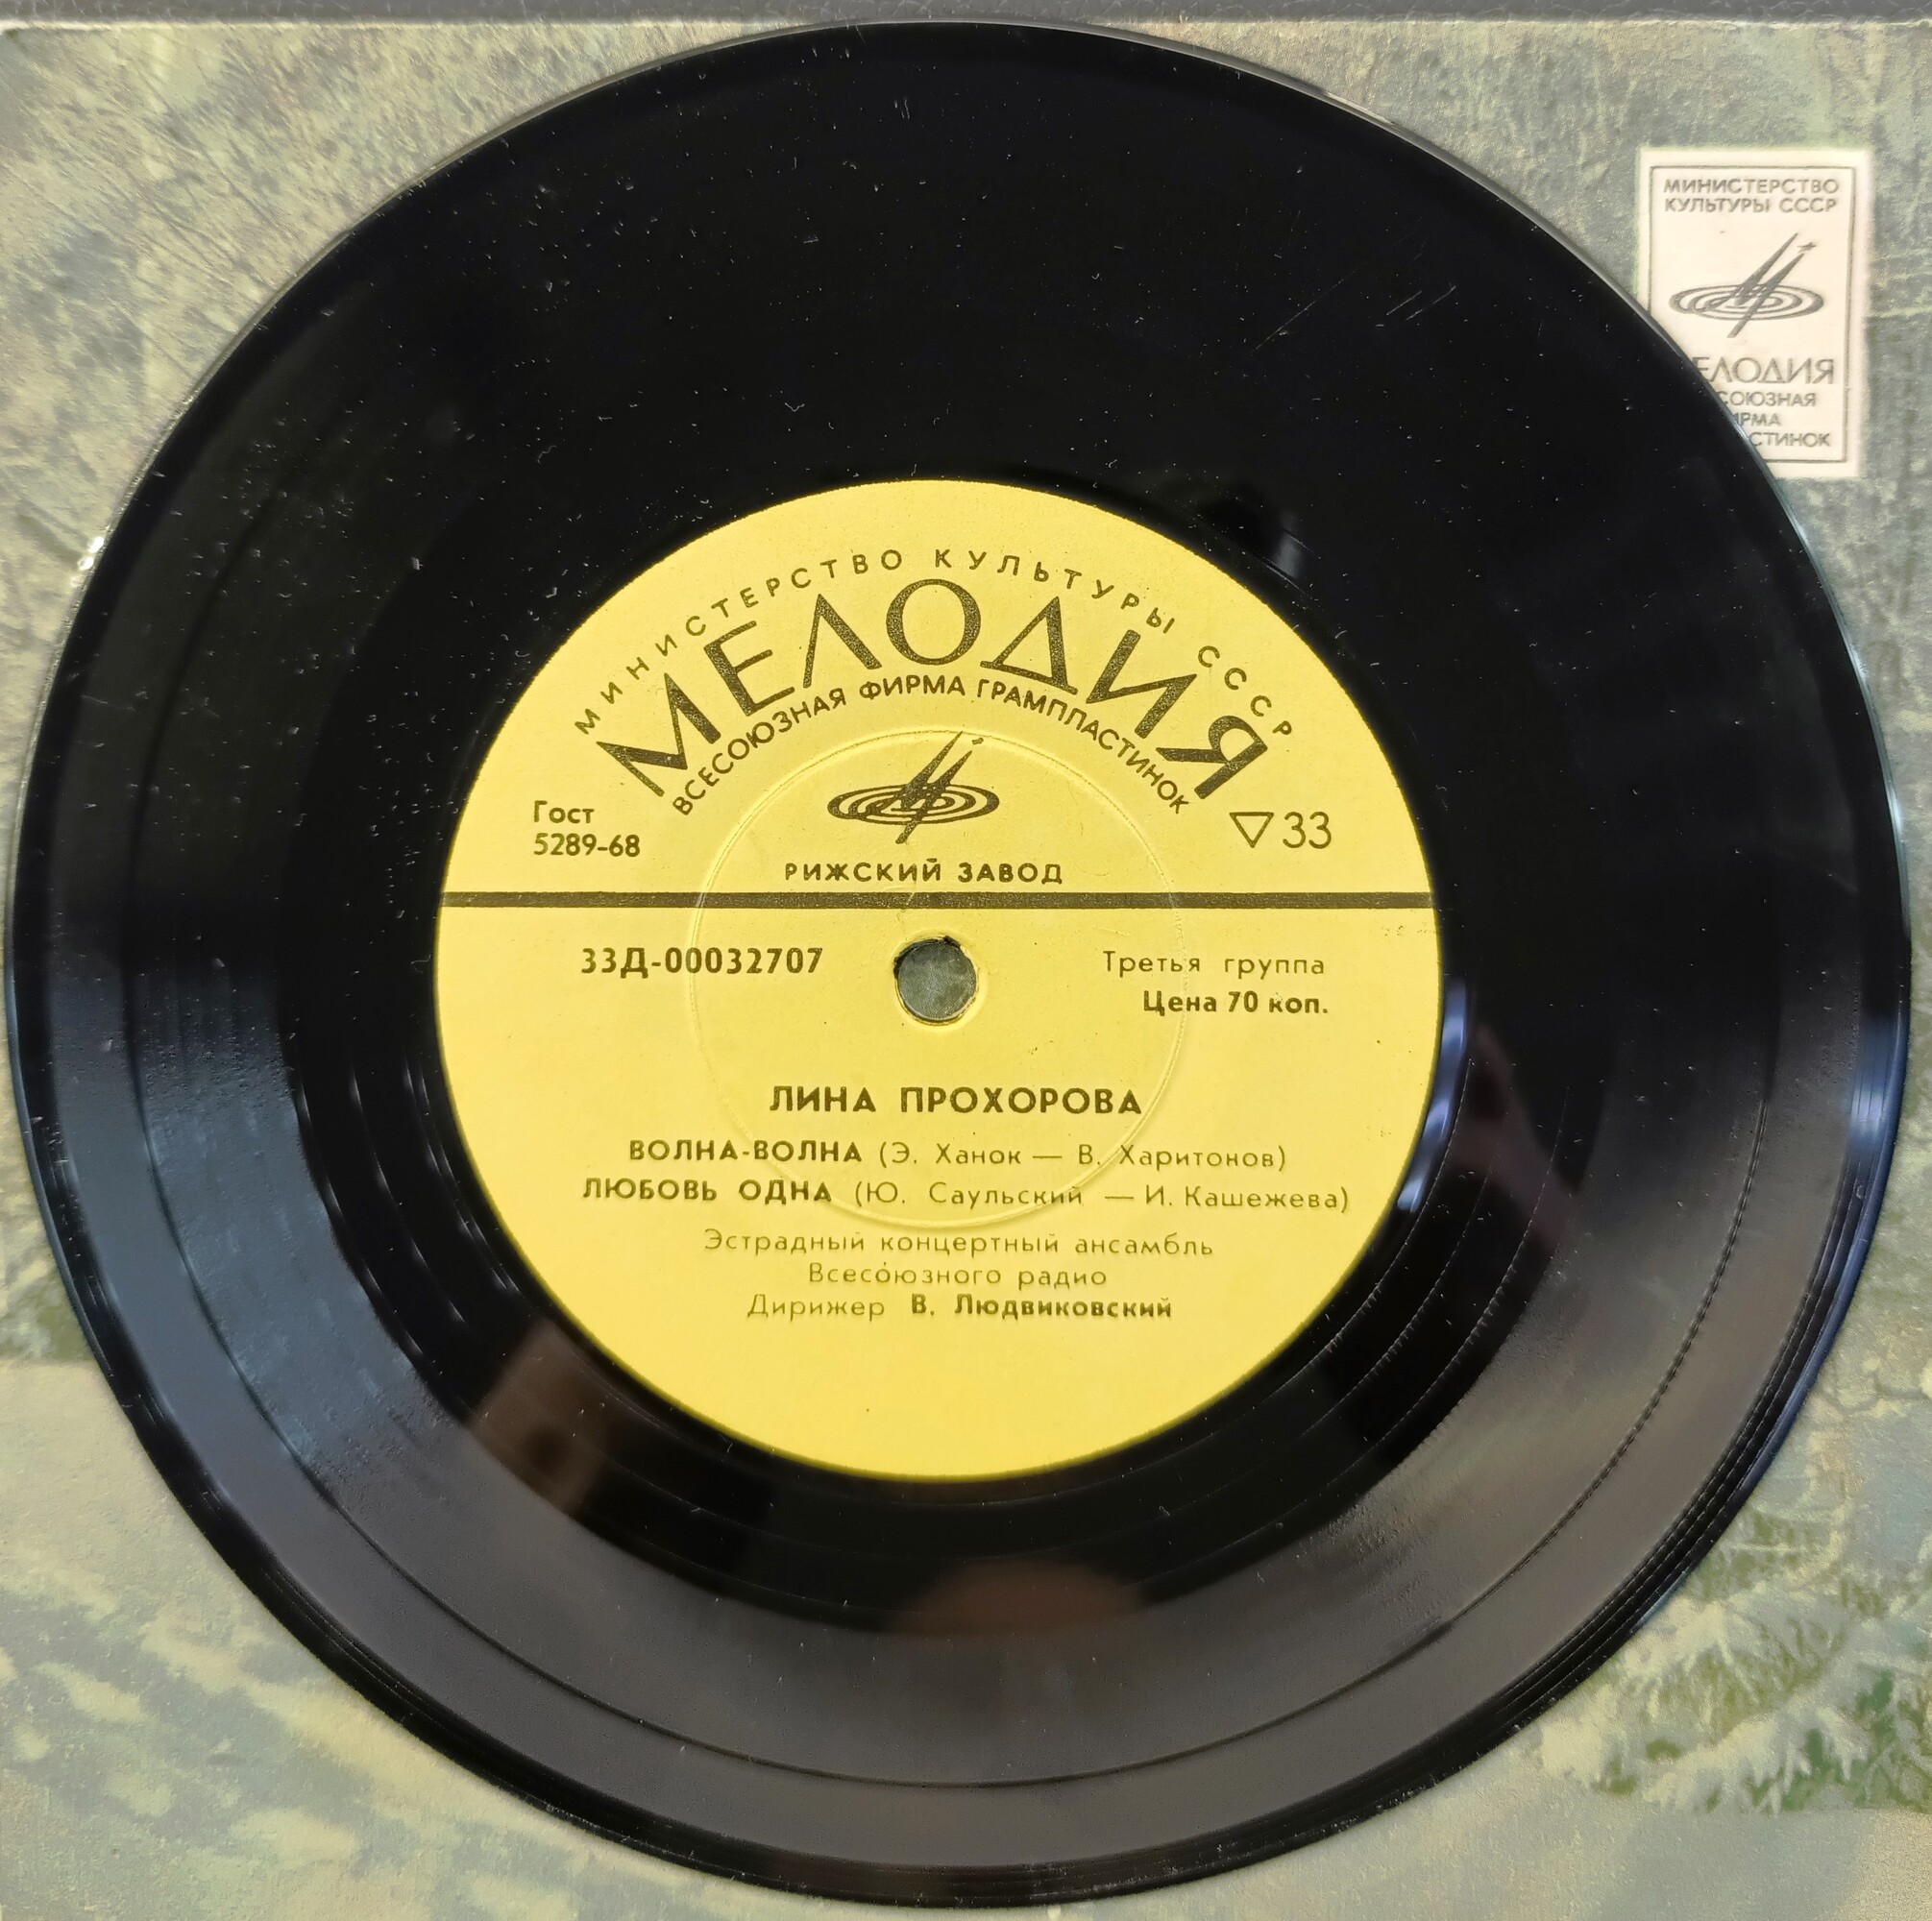 МИНИСТЕРСТВО КУЛЬТУРЫ СССР
МЕЛОДИЯ
ВСЕСОЮЗНАЯ ФИРМА ГРАМПЛАСТИНОК
Гост
5289-68
▽33
РИЖСКИЙ ЗАВОД
33Д-00032707
Третья группа
Цена 70 коп.
ЛИНА ПРОХОРОВА
ВОЛНА-ВОЛНА (Э. Ханок — В. Харитонов)
ЛЮБОВЬ ОДНА (Ю. Саульский — И. Кашежева)
Эстрадный концертный ансамбль
Всесоюзного радио
Дирижер В. Людвиковский
МИНИСТЕРСТВО
КУЛЬТУРЫ СССР
ЕЛОДИЯ
СОЮЗНАЯ
ИРМА
СТИНОК